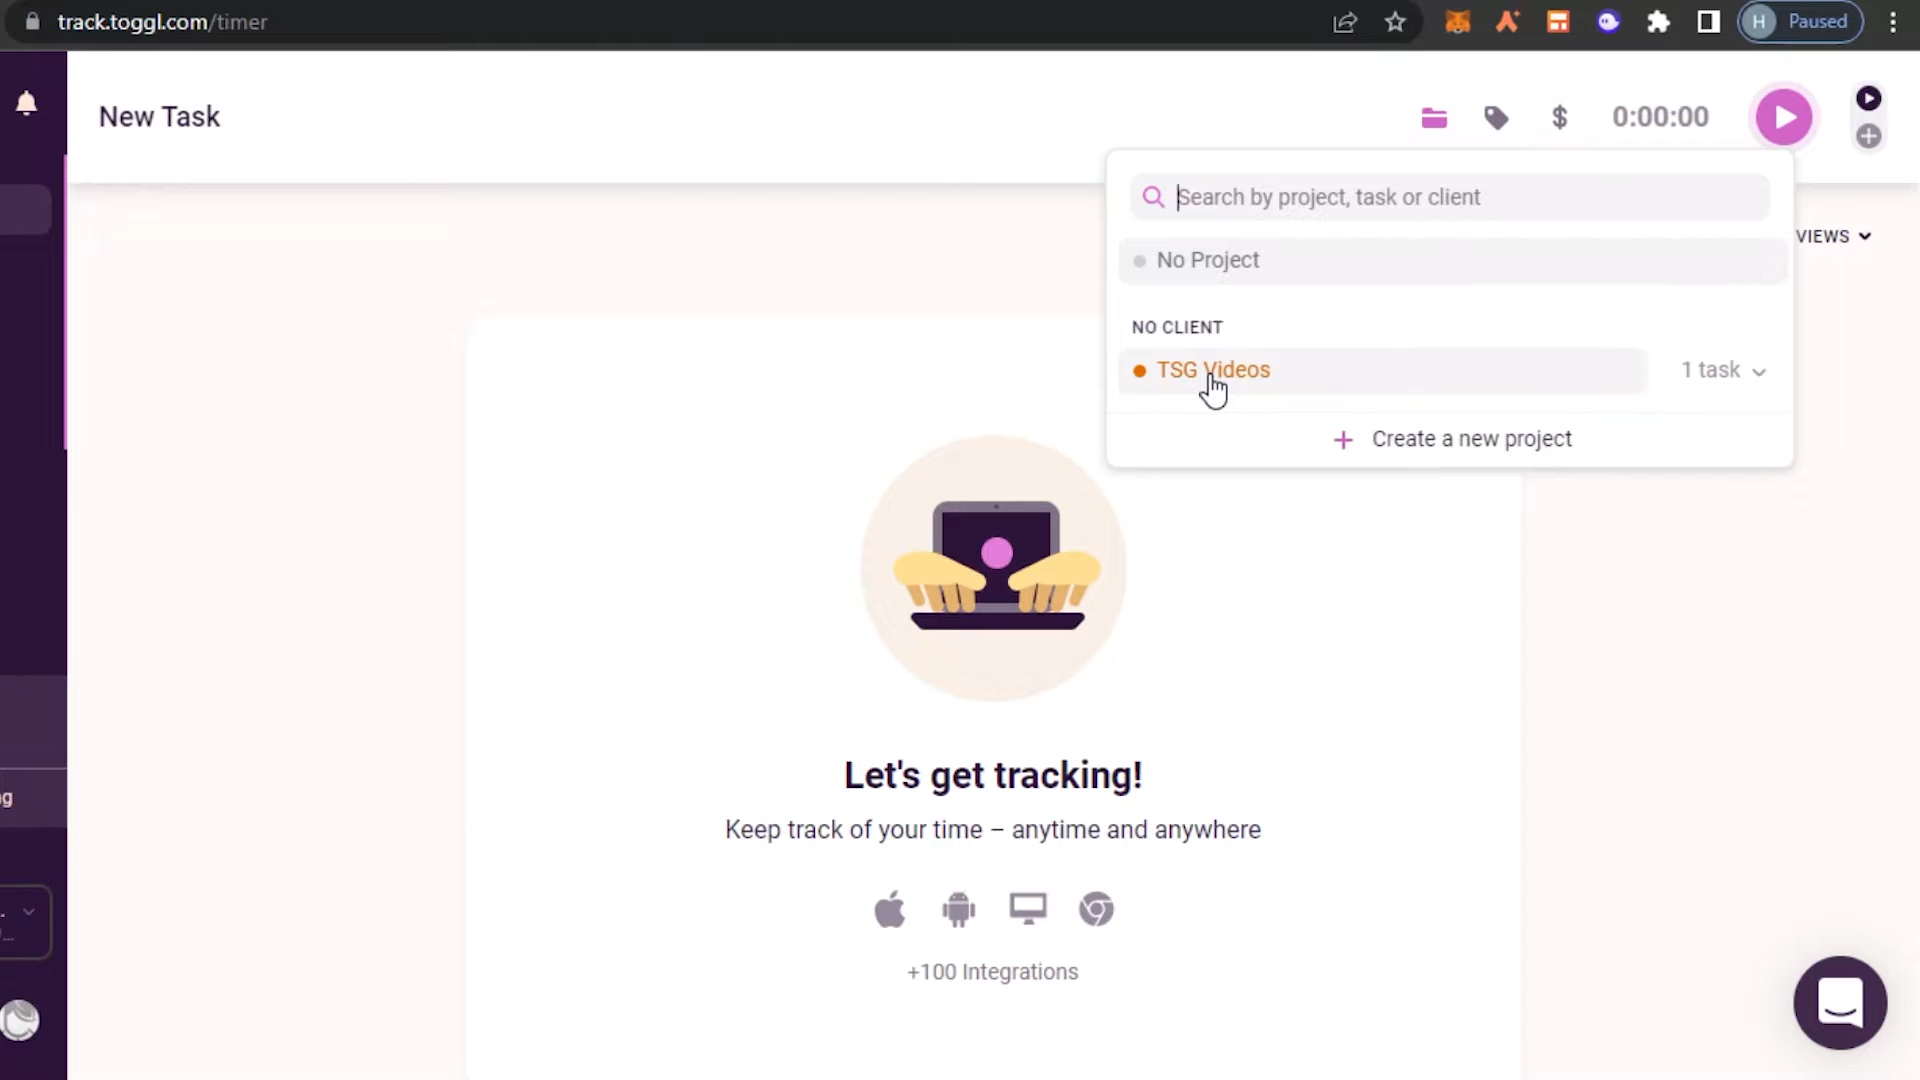 track.toggl.com/timer
H Paused
New Task
$ 0:00:00
Search by project, task or client
VIEWS
No Project
NO CLIENT
TSG Videos 1 task
+ Create a new project
Let's get tracking!
Keep track of your time – anytime and anywhere
+100 Integrations